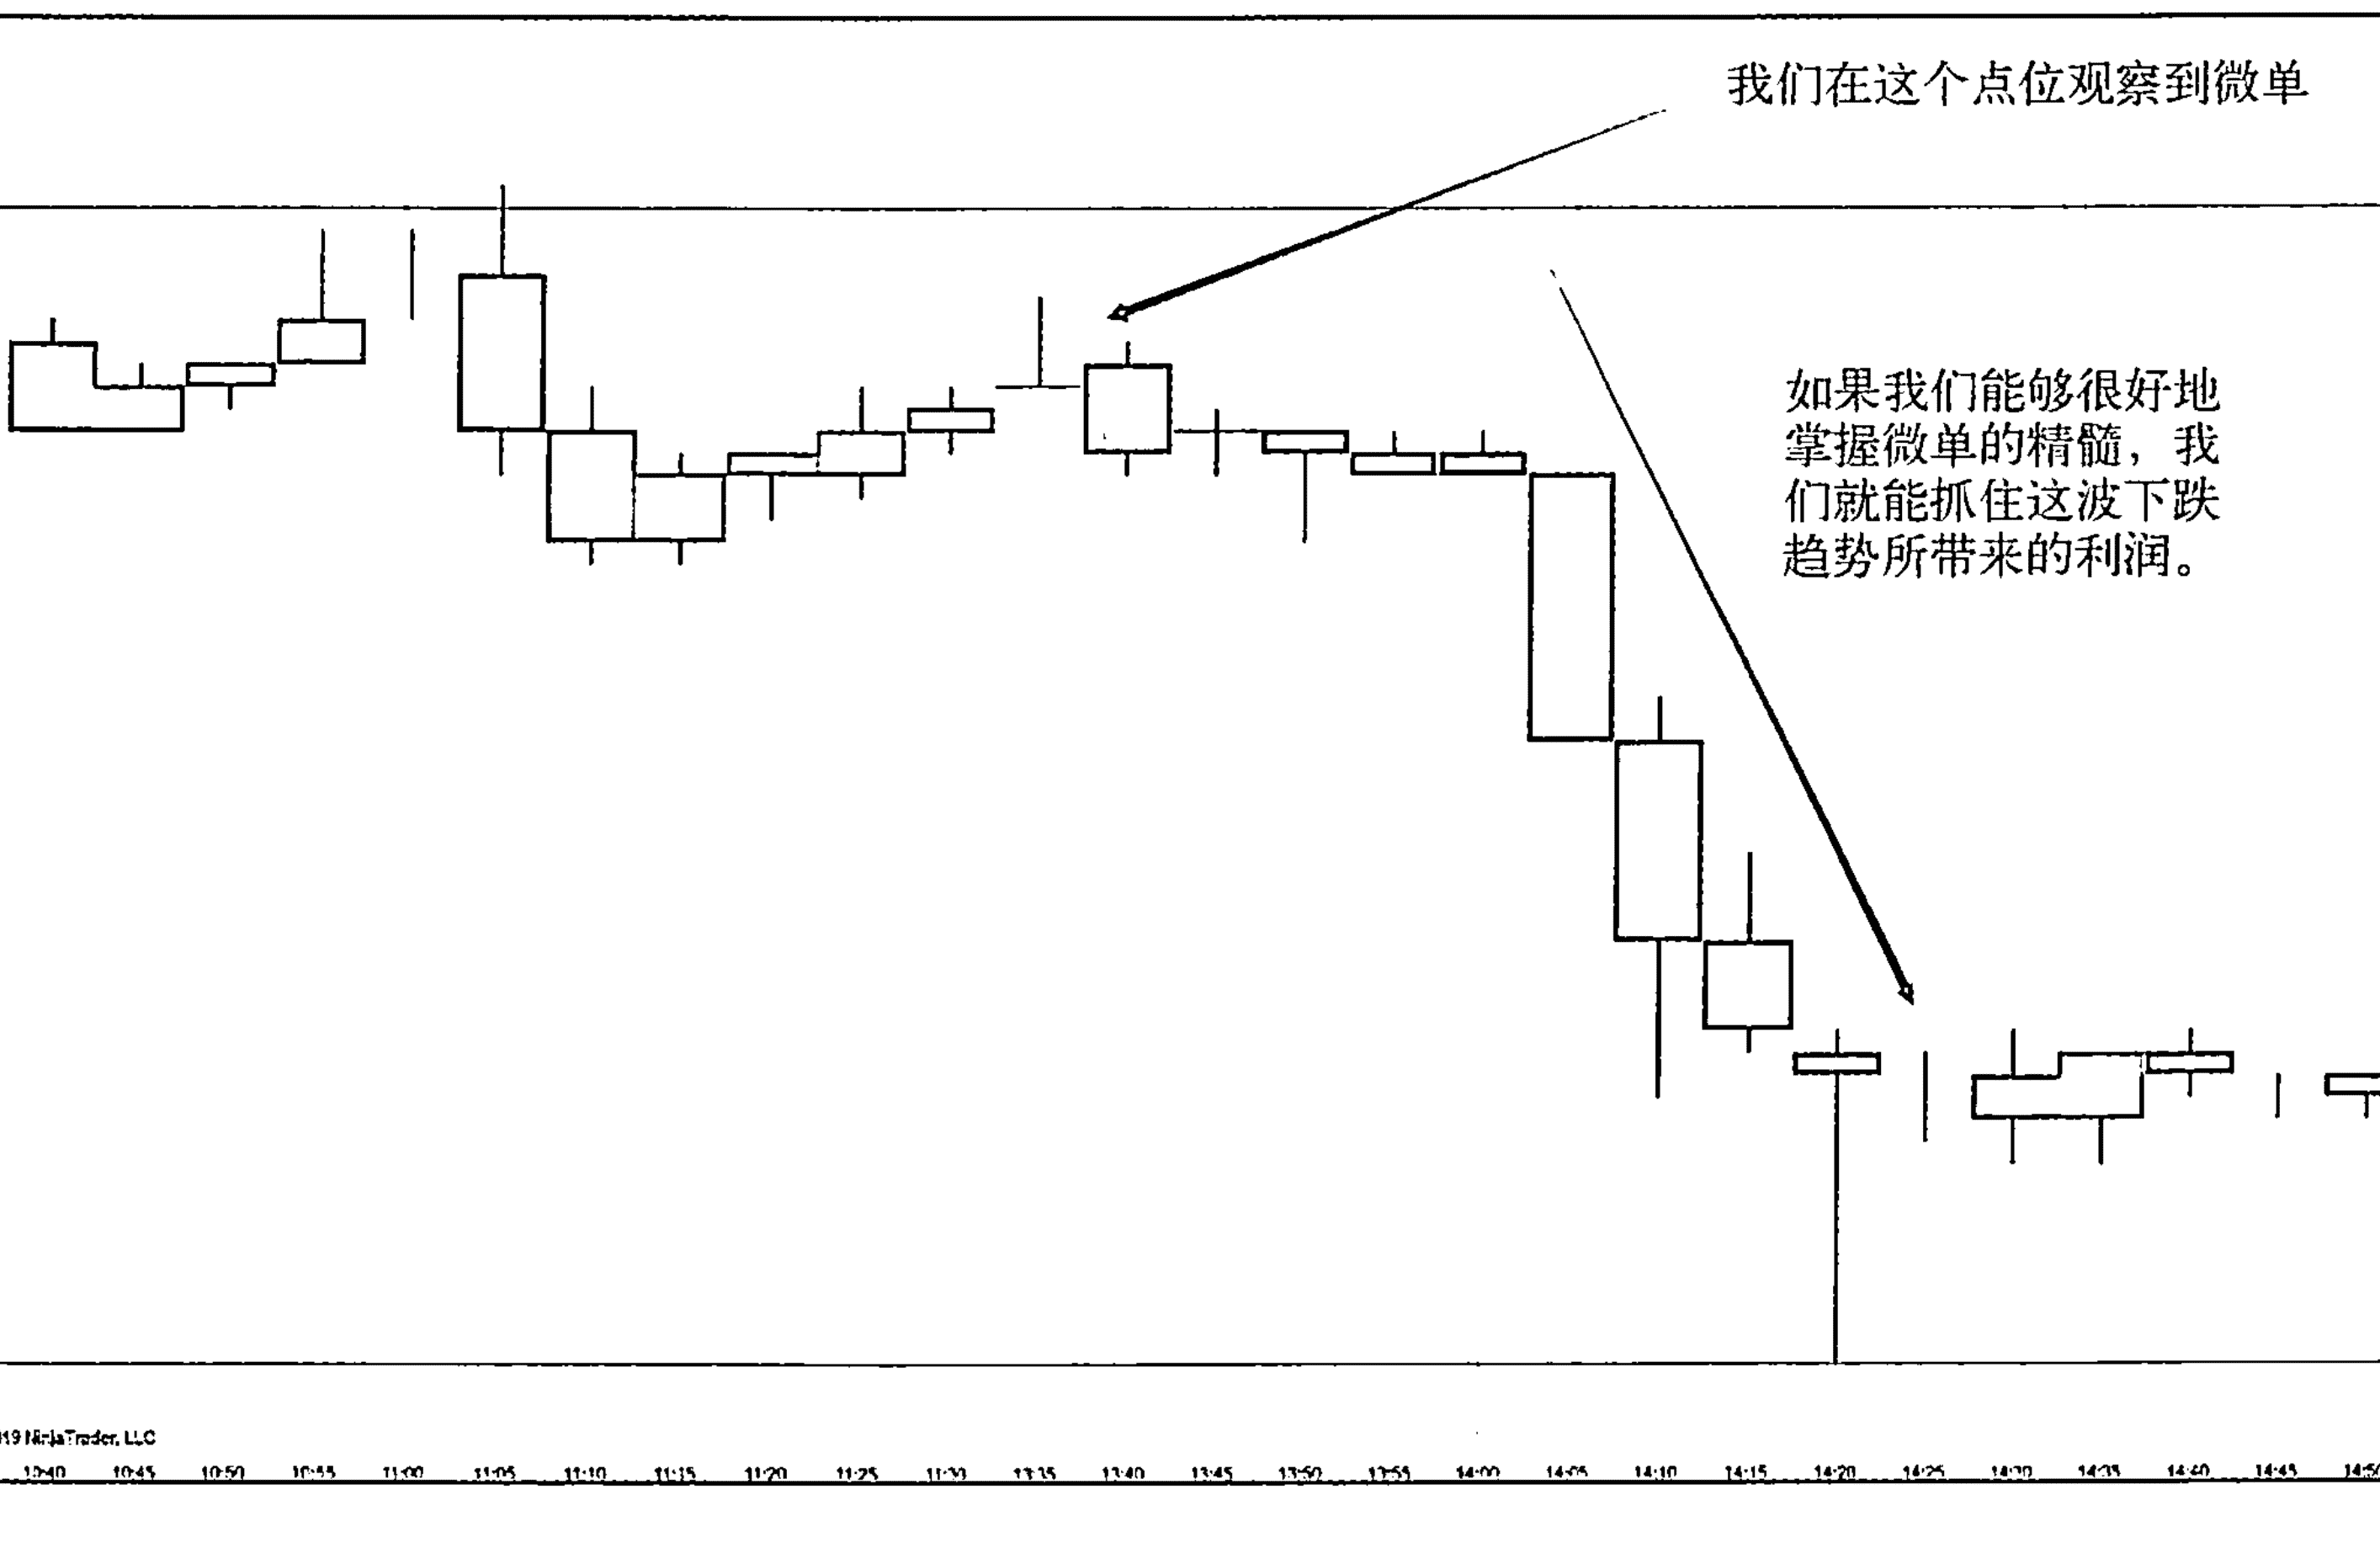 我们在这个点位观察到微单
如果我们能够很好地
掌握微单的精髓，我
们就能抓住这波下跌
趋势所带来的利润。
019 NinjaTrader, LLC
10:40 10:45 10:50 10:55 11:00 11:05 11:10 11:15 11:20 11:25 11:30 13:35 13:40 13:45 13:50 13:55 14:00 14:05 14:10 14:15 14:20 14:25 14:30 14:35 14:40 14:45 14:50